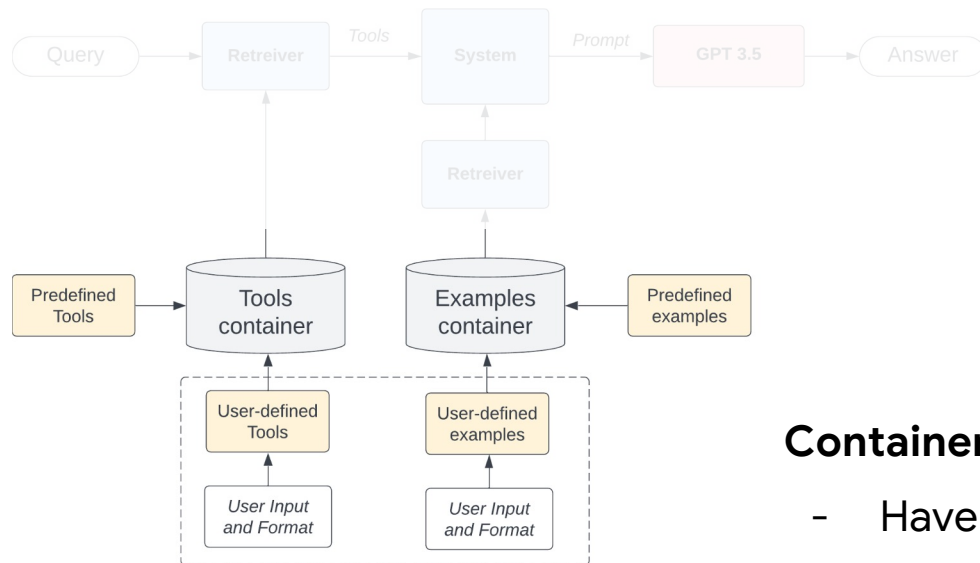 Query
Retreiver
Tools
System
Prompt
GPT 3.5
Answer
Retreiver
Predefined
Tools
Tools
container
Examples
container
Predefined
examples
User-defined
Tools
User-defined
examples
User Input
and Format
User Input
and Format
Container
- Have